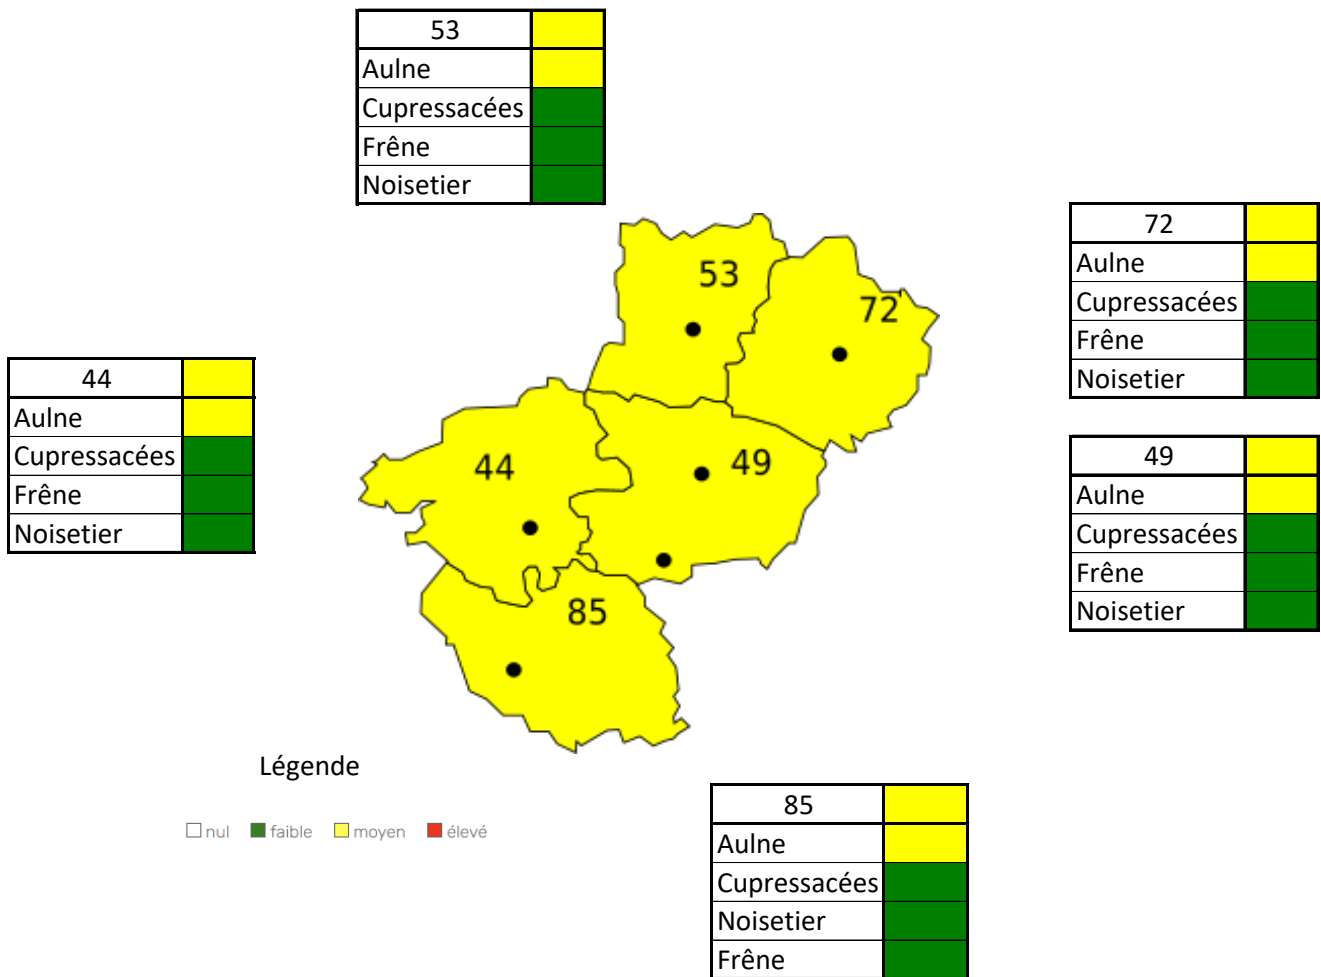 53
Aulne
Cupressacées
Frêne
Noisetier
53
72
72
Aulne
Cupressacées
Frêne
Noisetier
44
Aulne
Cupressacées
Frêne
Noisetier
44
49
49
Aulne
Cupressacées
Frêne
Noisetier
85
Légende
nul faible moyen élevé
85
Aulne
Cupressacées
Noisetier
Frêne